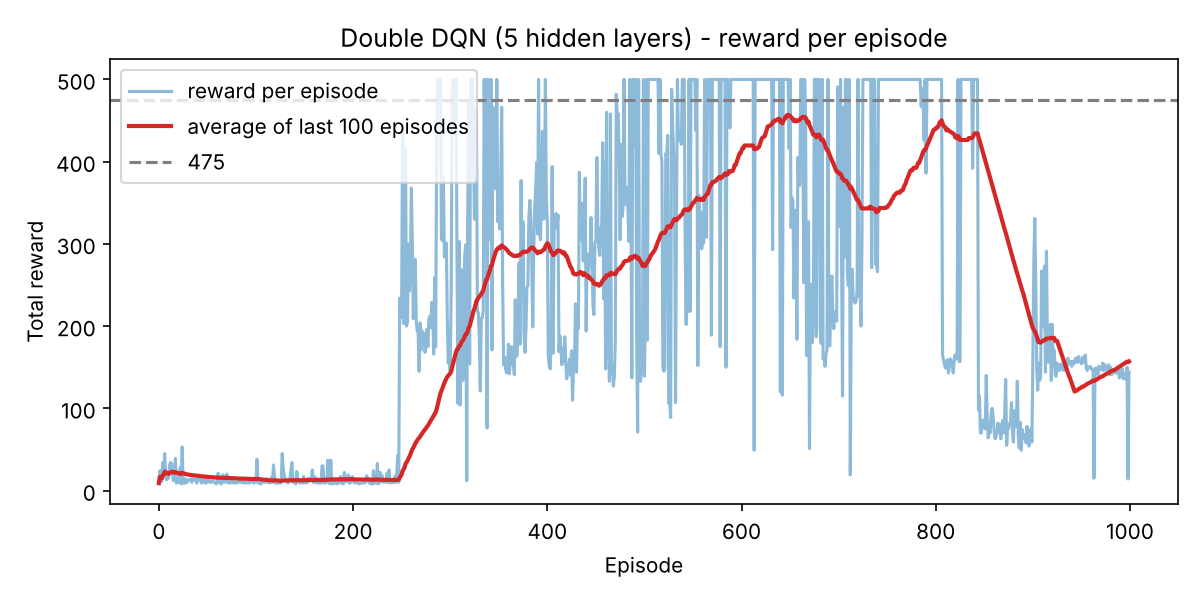 Double DQN (5 hidden layers) - reward per episode
reward per episode
average of last 100 episodes
475
Total reward
500
400
300
200
100
0
0 200 400 600 800 1000
Episode